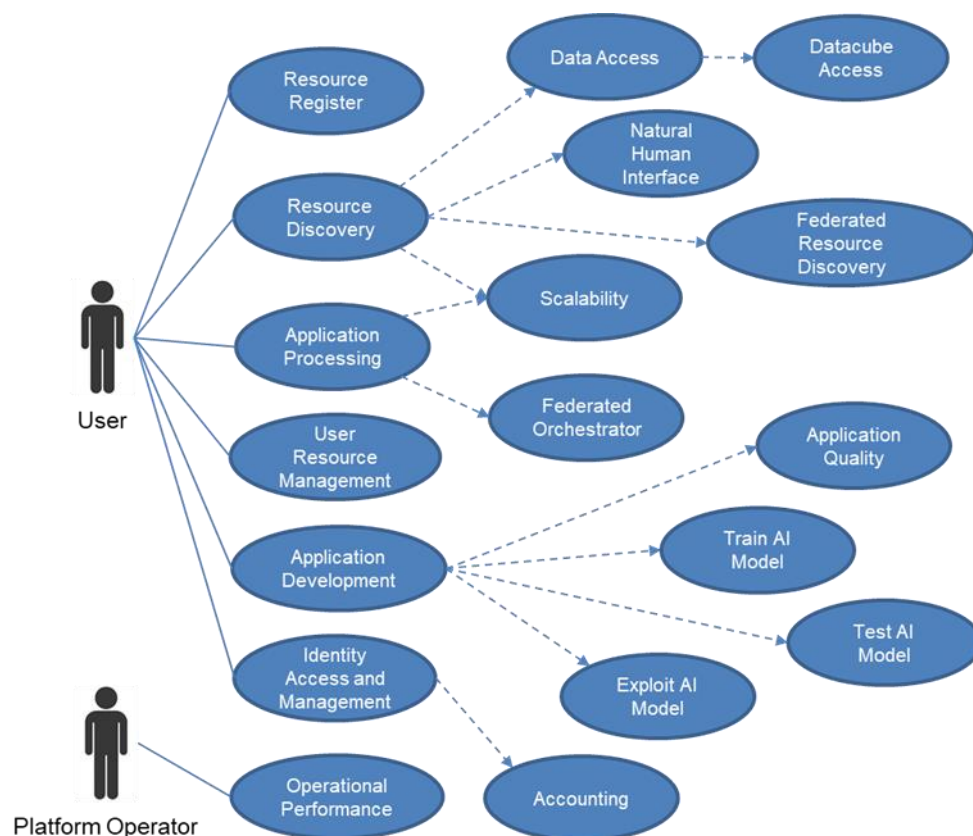 Resource
Register
Data Access
Datacube
Access
Natural
Human
Interface
Resource
Discovery
Federated
Resource
Discovery
Scalability
Application
Processing
User
Federated
Orchestrator
User
Resource
Management
Application
Quality
Application
Development
Train AI
Model
Test AI
Model
Identity
Access and
Management
Exploit AI
Model
Platform Operator
Operational
Performance
Accounting